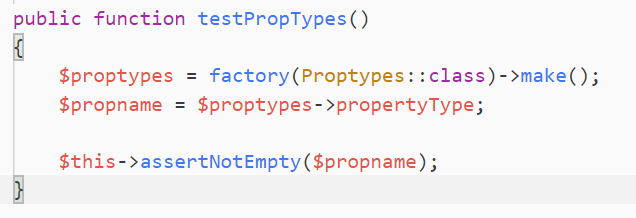 public function testPropTypes()
{
    $proptypes = factory(Proptypes::class)->make();
    $propname = $proptypes->propertyType;

    $this->assertNotEmpty($propname);
}